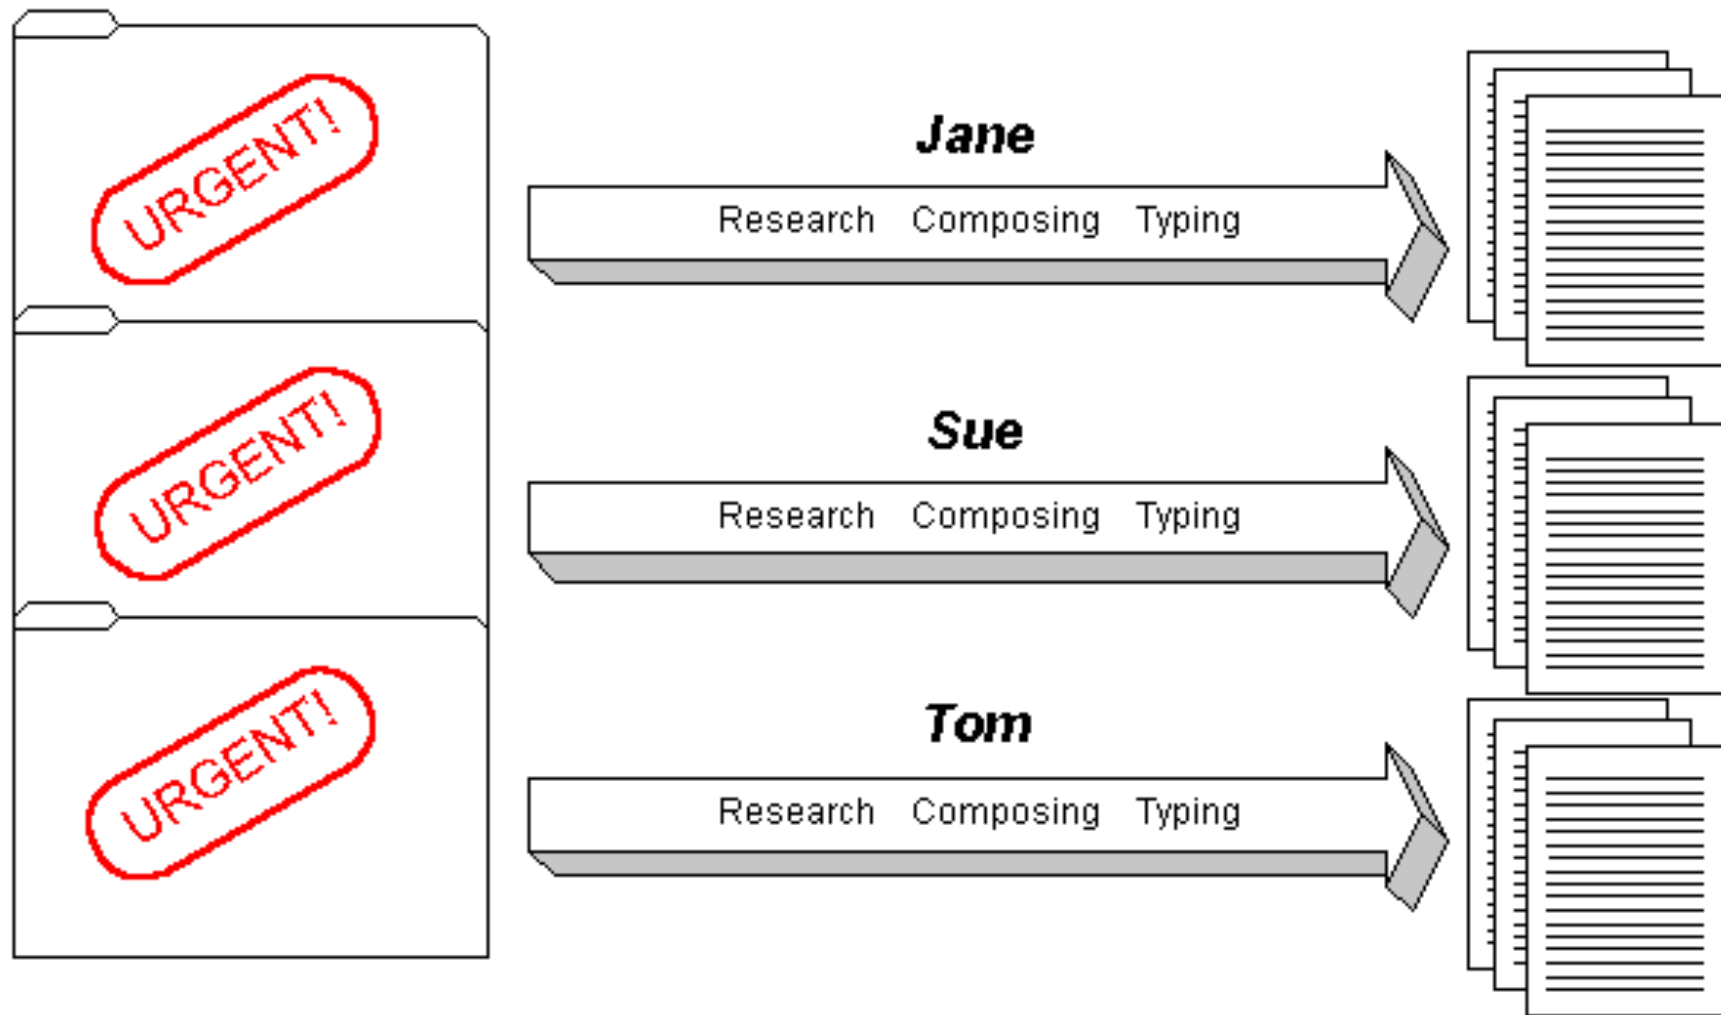 URGENT!
Jane
Research Composing Typing
URGENT!
Sue
Research Composing Typing
URGENT!
Tom
Research Composing Typing